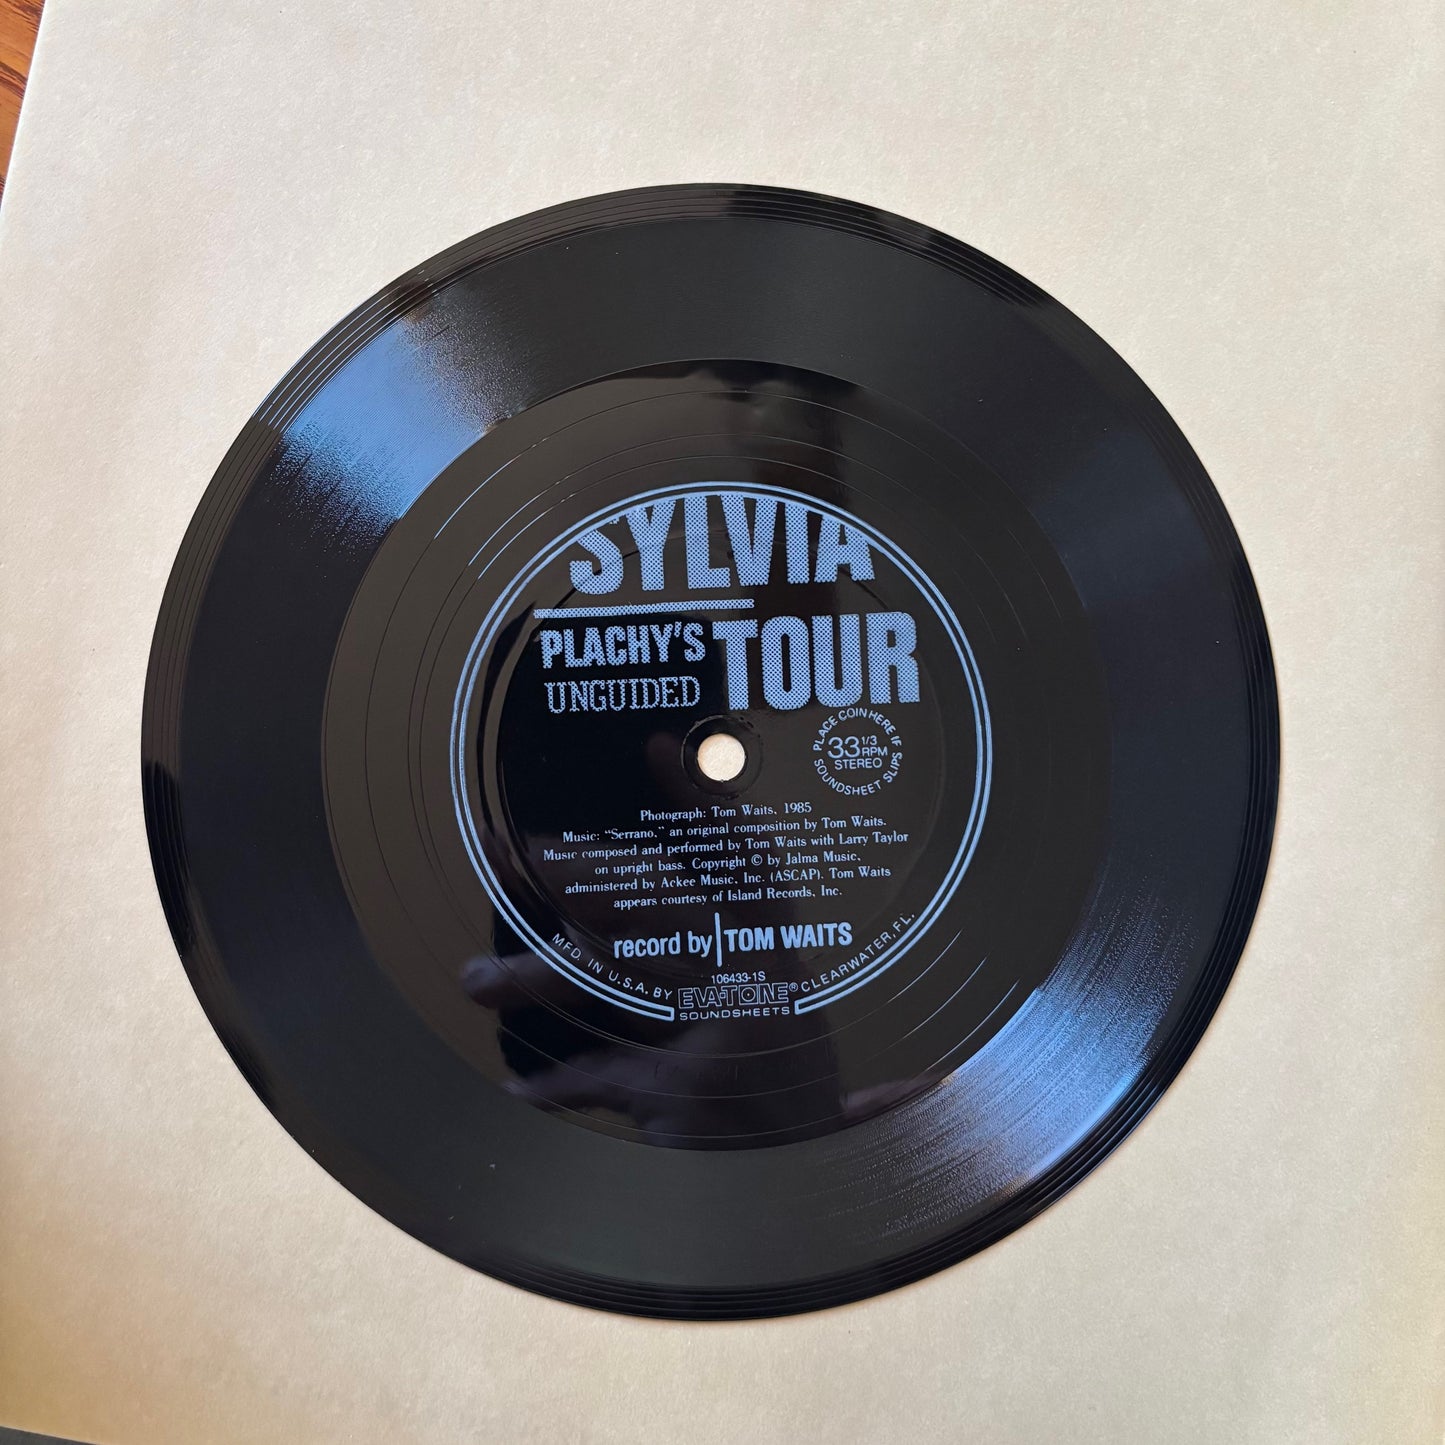 SYLVIA
PLACHY'S TOUR
UNGUIDED
PLACE COIN HERE IF
33 1/3
RPM
STEREO
SOUNDSHEET SLIPS
Photograph: Tom Waits, 1985
Music: "Serrano," an original composition by Tom Waits.
Music composed and performed by Tom Waits with Larry Taylor
on upright bass. Copyright © by Jalma Music,
administered by Ackee Music, Inc. (ASCAP). Tom Waits
appears courtesy of Island Records, Inc.
record by TOM WAITS
106433-1S
MFD. IN U.S.A. BY EVA-TONE® CLEARWATER, FL.
SOUNDSHEETS